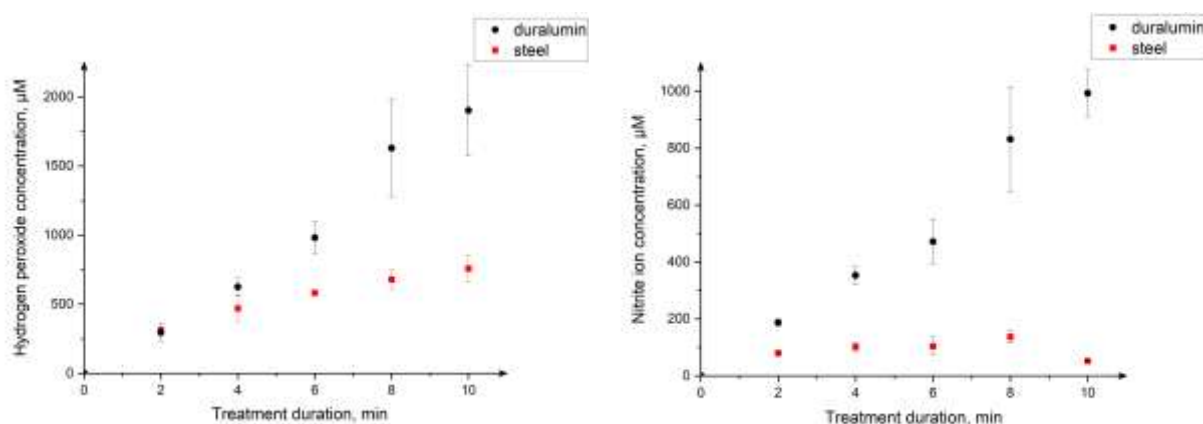 duralumin
steel
Hydrogen peroxide concentration, µM
2000
1500
1000
500
0
0 2 4 6 8 10
Treatment duration, min
duralumin
steel
Nitrite ion concentration, µM
1000
800
600
400
200
0
0 2 4 6 8 10
Treatment duration, min